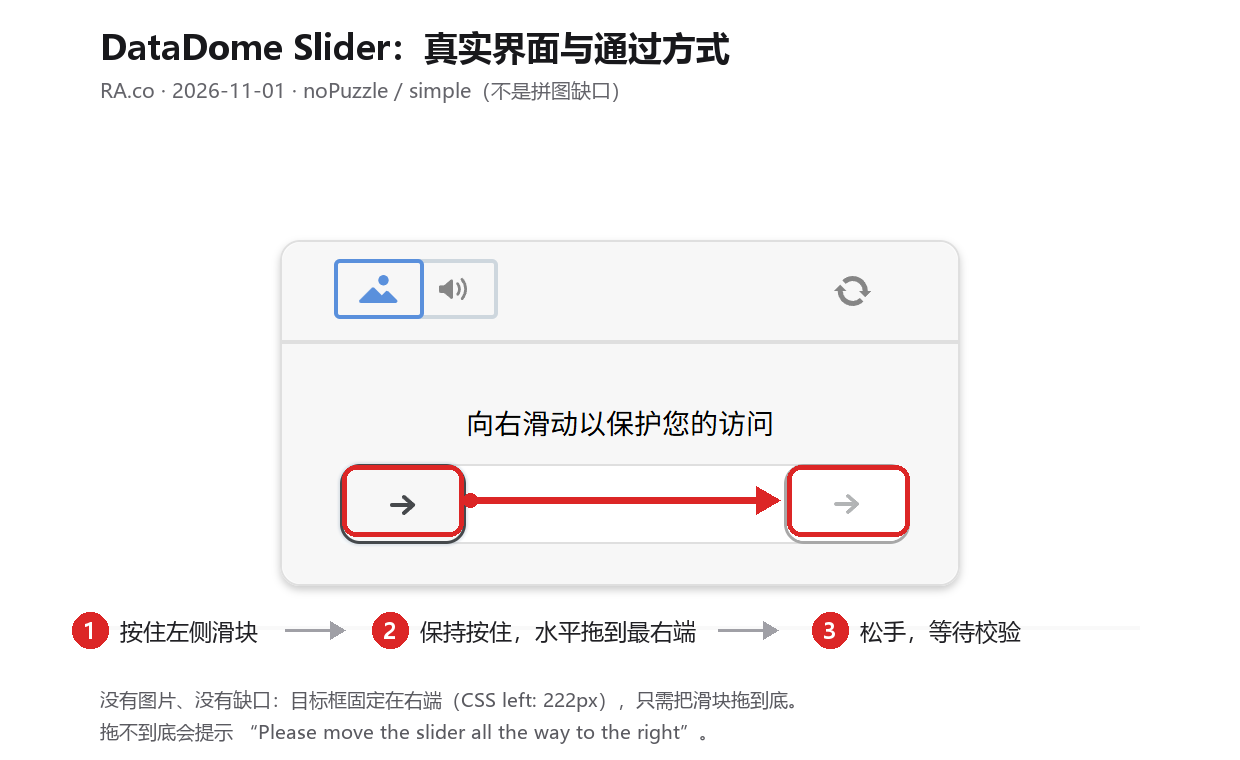 DataDome Slider：真实界面与通过方式
RA.co · 2026-11-01 · noPuzzle / simple（不是拼图缺口）
向右滑动以保护您的访问
1 按住左侧滑块
2 保持按住，水平拖到最右端
3 松手，等待校验
没有图片、没有缺口：目标框固定在右端（CSS left: 222px），只需把滑块拖到底。
拖不到底会提示 “Please move the slider all the way to the right”。